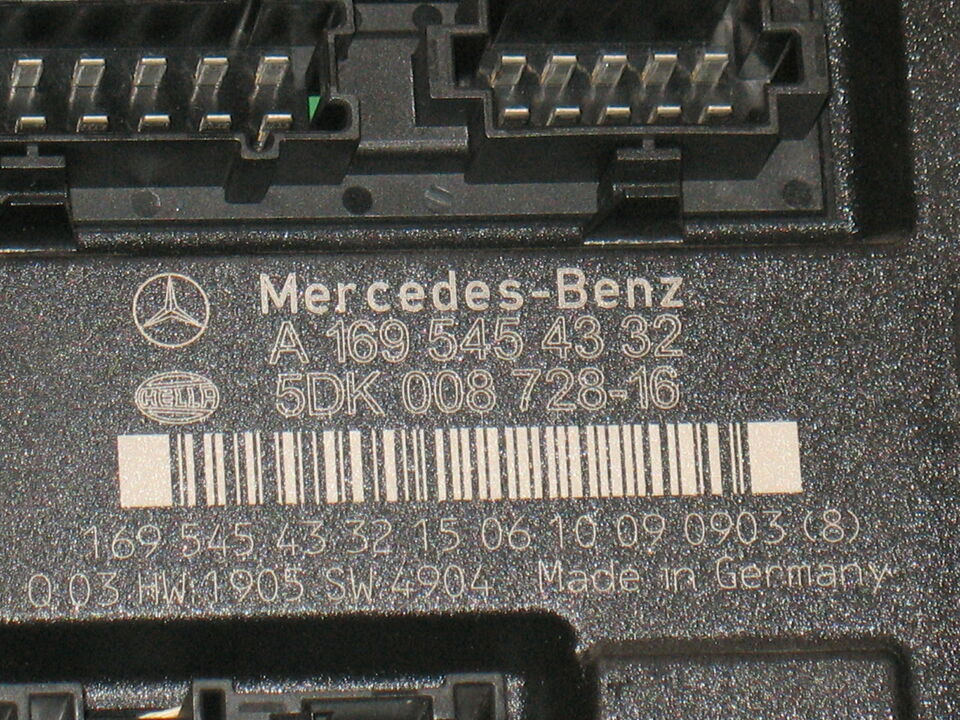 Mercedes-Benz
A 169 545 43 32
HELLA
5DK 008 728-16
169 545 43 32 15 06 10 09 0903 (8)
Q 03 HW 1905 SW 4904 Made in Germany